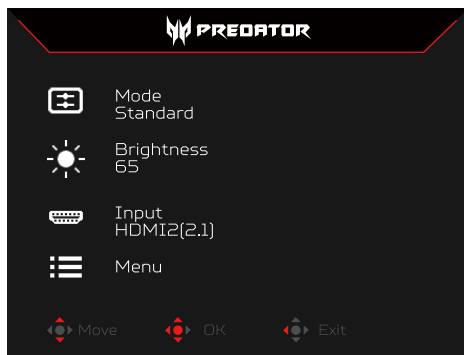 PREDATOR
Mode
Standard
Brightness
65
Input
HDMI2(2.1)
Menu
Move OK Exit